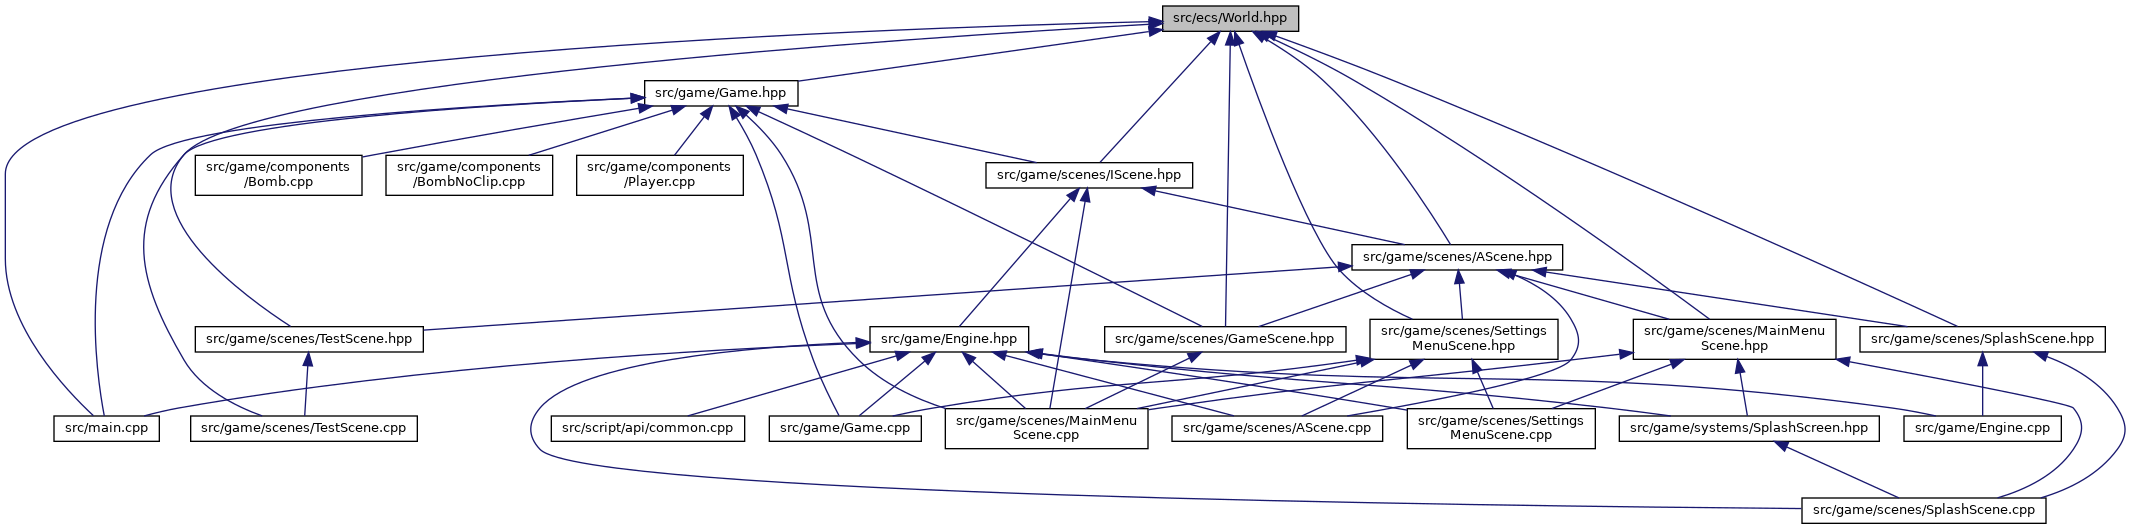 src/ecs/World.hpp
src/game/Game.hpp
src/game/components
/Bomb.cpp
src/game/components
/BombNoClip.cpp
src/game/components
/Player.cpp
src/game/scenes/IScene.hpp
src/game/scenes/AScene.hpp
src/game/scenes/TestScene.hpp
src/game/Engine.hpp
src/game/scenes/GameScene.hpp
src/game/scenes/Settings
MenuScene.hpp
src/game/scenes/MainMenu
Scene.hpp
src/game/scenes/SplashScene.hpp
src/main.cpp
src/game/scenes/TestScene.cpp
src/script/api/common.cpp
src/game/Game.cpp
src/game/scenes/MainMenu
Scene.cpp
src/game/scenes/AScene.cpp
src/game/scenes/Settings
MenuScene.cpp
src/game/systems/SplashScreen.hpp
src/game/Engine.cpp
src/game/scenes/SplashScene.cpp